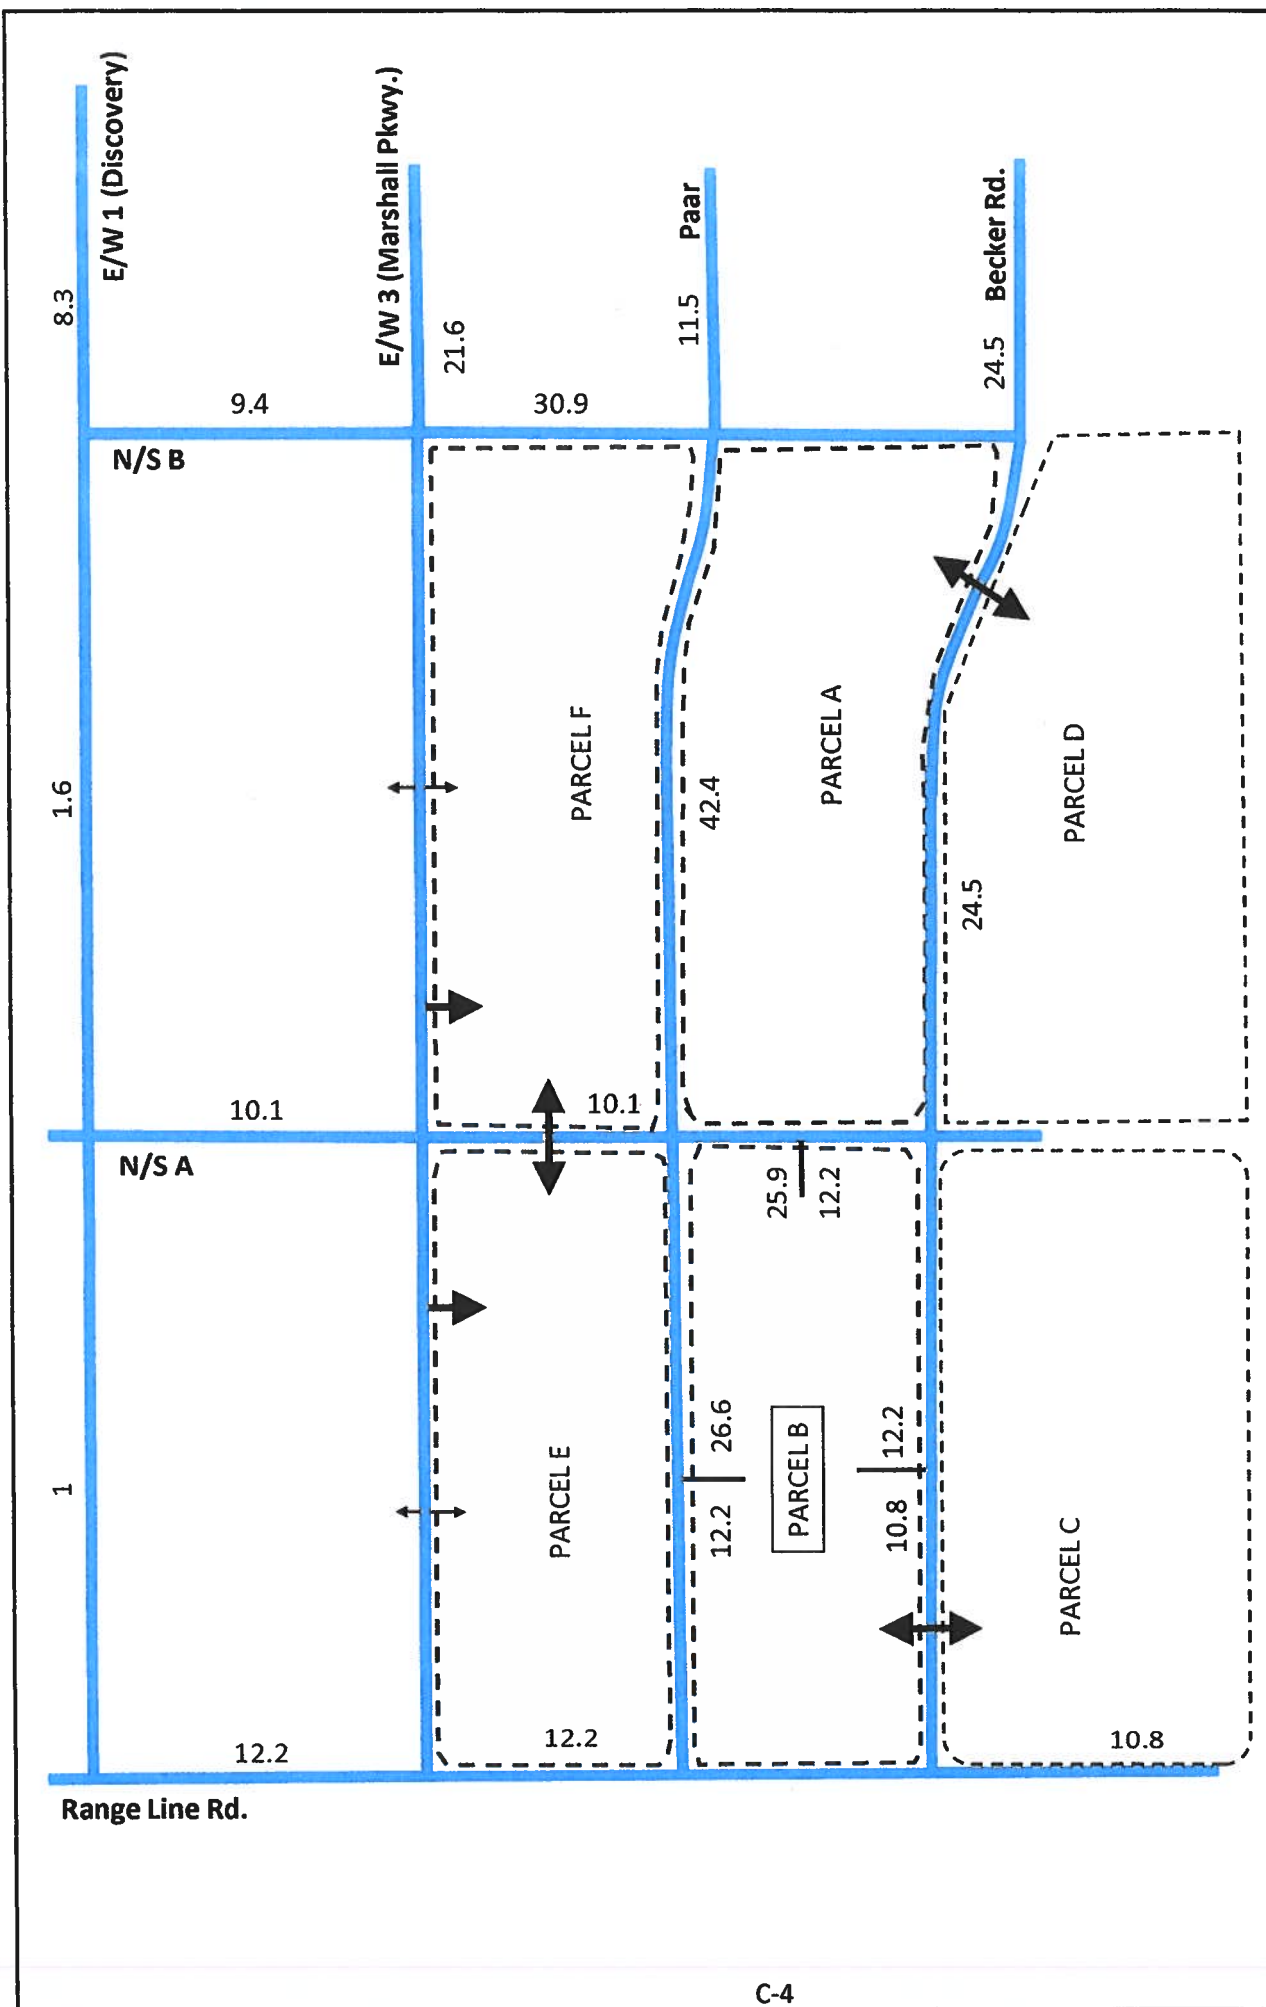 E/W 1 (Discovery)
8.3
1.6
1
E/W 3 (Marshall Pkwy.)
21.6
Paar
11.5
Becker Rd.
24.5
9.4
30.9
N/S B
PARCEL F
42.4
PARCEL A
24.5
PARCEL D
10.1
10.1
N/S A
25.9
12.2
PARCEL E
26.6
12.2
PARCEL B
12.2
10.8
PARCEL C
12.2
12.2
10.8
Range Line Rd.
C-4